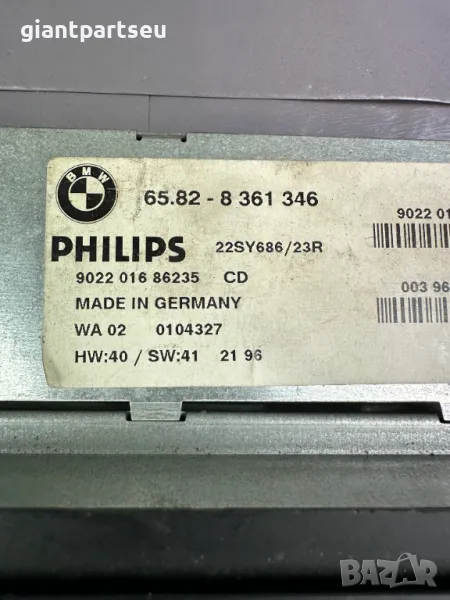 giantpartseu
BMW
65.82 - 8 361 346
9022 01
PHILIPS 22SY686/23R
9022 016 86235 CD
003 96
MADE IN GERMANY
WA 02 0104327
HW:40 / SW:41 21 96
BAZAR